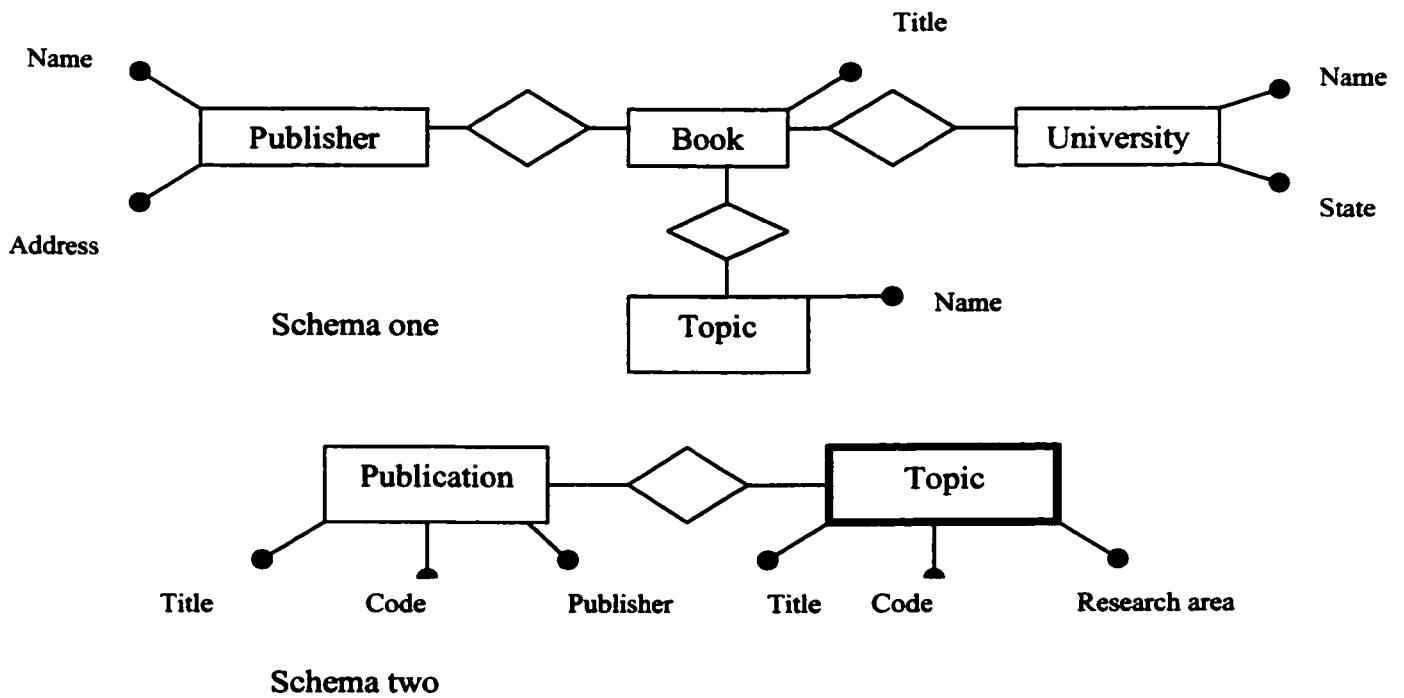 Title
Name
Name
Publisher
Book
University
State
Address
Name
Schema one
Topic
Publication
Topic
Title
Code
Publisher
Title
Code
Research area
Schema two